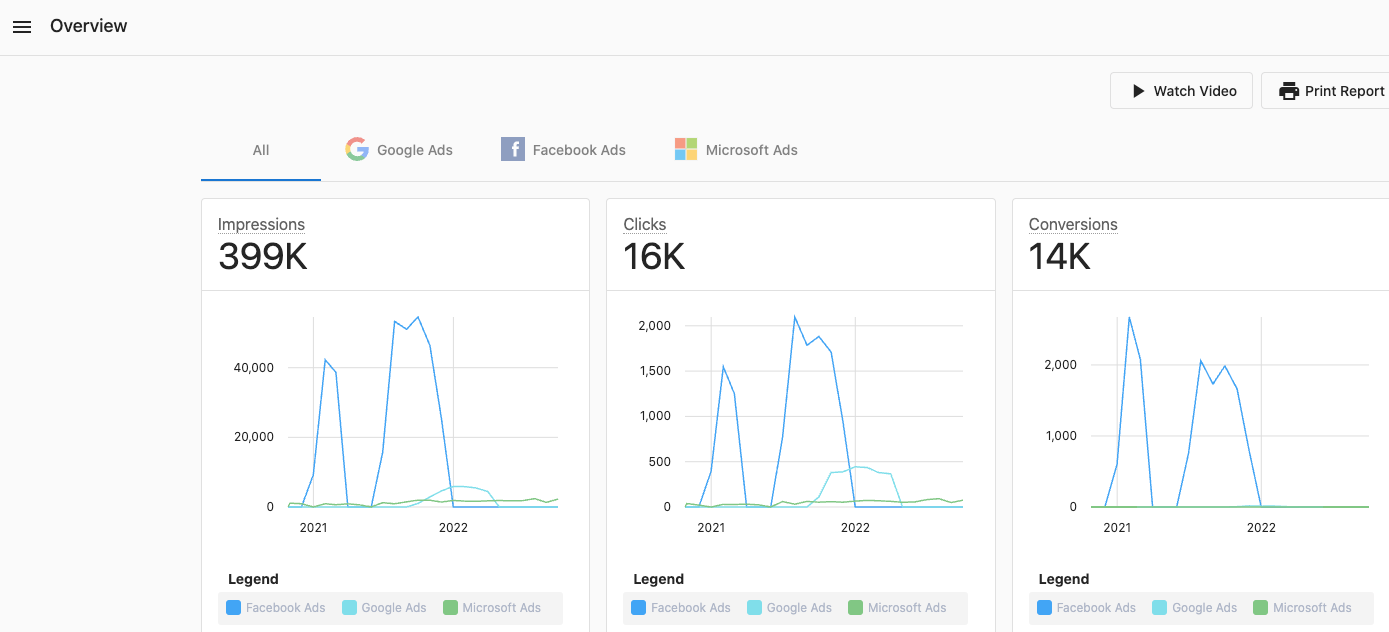 Overview
Watch Video
Print Report
All
Google Ads
Facebook Ads
Microsoft Ads
Impressions
399K
40,000
20,000
0
2021
2022
Legend
Facebook Ads
Google Ads
Microsoft Ads
Clicks
16K
2,000
1,500
1,000
500
0
2021
2022
Legend
Facebook Ads
Google Ads
Microsoft Ads
Conversions
14K
2,000
1,000
0
2021
2022
Legend
Facebook Ads
Google Ads
Microsoft Ads